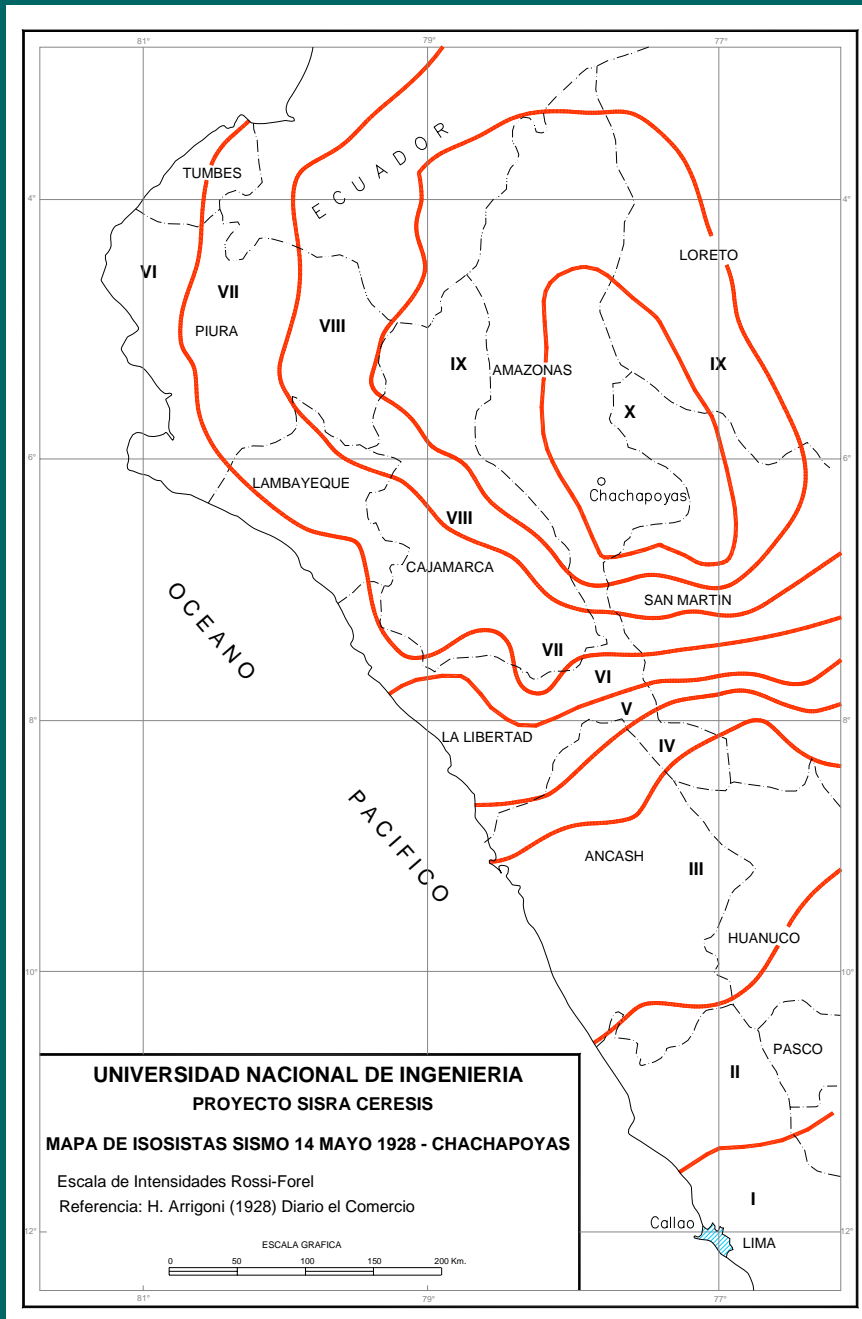 81°
79°
77°
ECUADOR
TUMBES
4°
4°
LORETO
VI
VII
PIURA
VIII
IX
AMAZONAS
IX
X
6°
6°
LAMBAYEQUE
Chachapoyas
VIII
CAJAMARCA
OCEANO
SAN MARTIN
VII
VI
V
8°
8°
LA LIBERTAD
IV
PACIFICO
ANCASH
III
HUANUCO
10°
10°
PASCO
II
UNIVERSIDAD NACIONAL DE INGENIERIA
PROYECTO SISRA CERESIS
MAPA DE ISOSISTAS SISMO 14 MAYO 1928 - CHACHAPOYAS
Escala de Intensidades Rossi-Forel
Referencia: H. Arrigoni (1928) Diario el Comercio
I
Callao
12°
12°
LIMA
ESCALA GRAFICA
0 50 100 150 200 Km.
81°
79°
77°